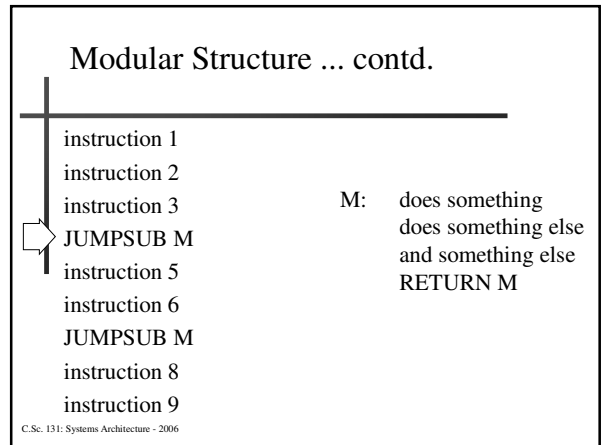 Modular Structure ... contd.
instruction 1
instruction 2
instruction 3
JUMPSUB M
instruction 5
instruction 6
JUMPSUB M
instruction 8
instruction 9
M: does something
does something else
and something else
RETURN M
C.Sc. 131: Systems Architecture - 2006